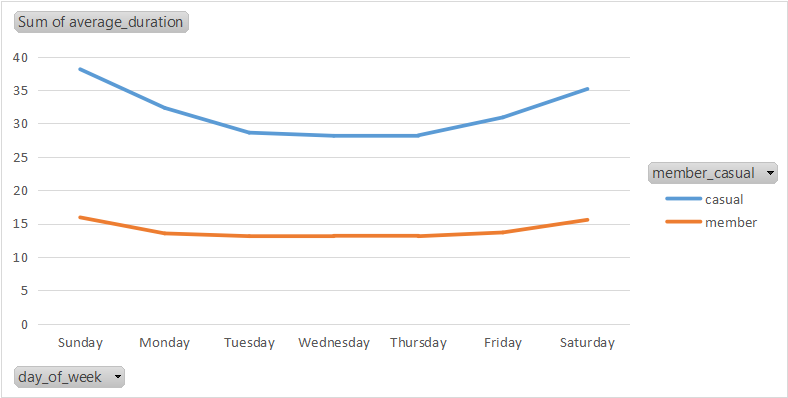 Sum of average_duration
40
35
30
25
20
15
10
5
0
Sunday Monday Tuesday Wednesday Thursday Friday Saturday
member_casual
casual
member
day_of_week